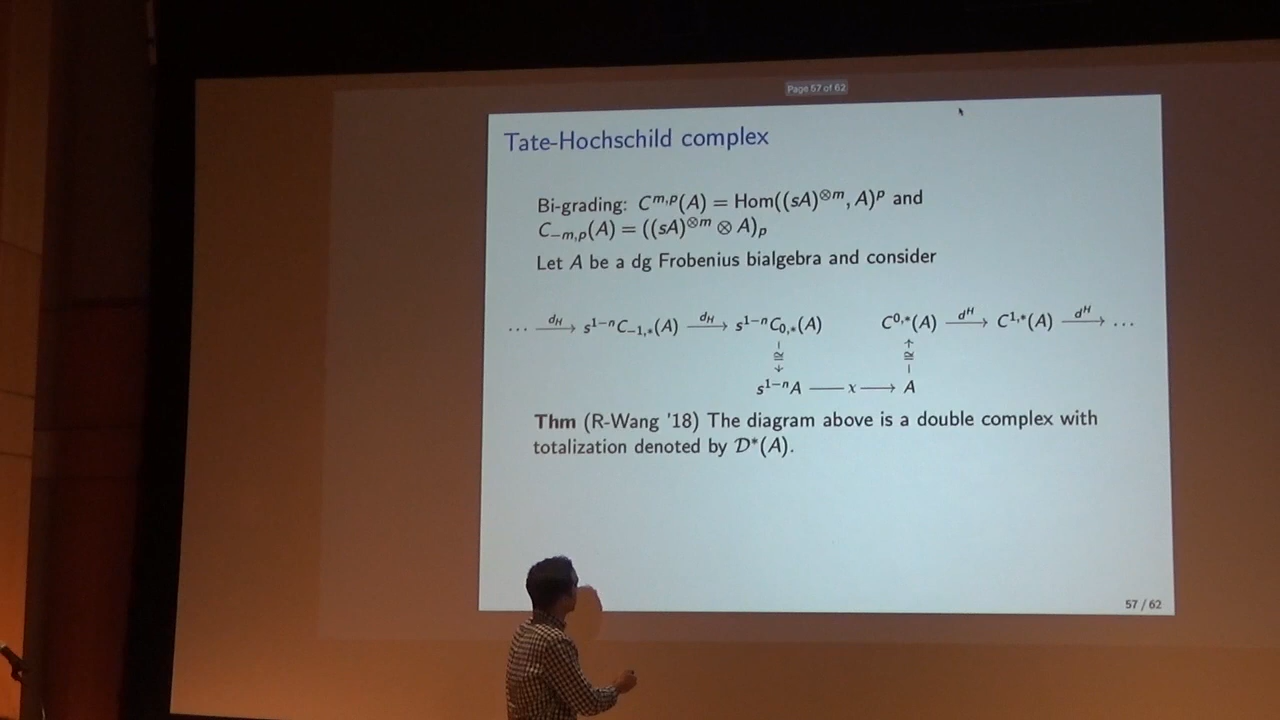 Page 57 of 62
Tate-Hochschild complex
Bi-grading: C^{m,p}(A) = Hom((sA)^{⊗m}, A)^p and
C_{-m,p}(A) = ((sA)^{⊗m} ⊗ A)_p
Let A be a dg Frobenius bialgebra and consider
⋯ —d_H→ s^{1-n}C_{-1,*}(A) —d_H→ s^{1-n}C_{0,*}(A) C^{0,*}(A) —d^H→ C^{1,*}(A) —d^H→ ⋯
≅ ≅
s^{1-n}A —χ→ A
Thm (R-Wang '18) The diagram above is a double complex with
totalization denoted by 𝒟^*(A).
57 / 62